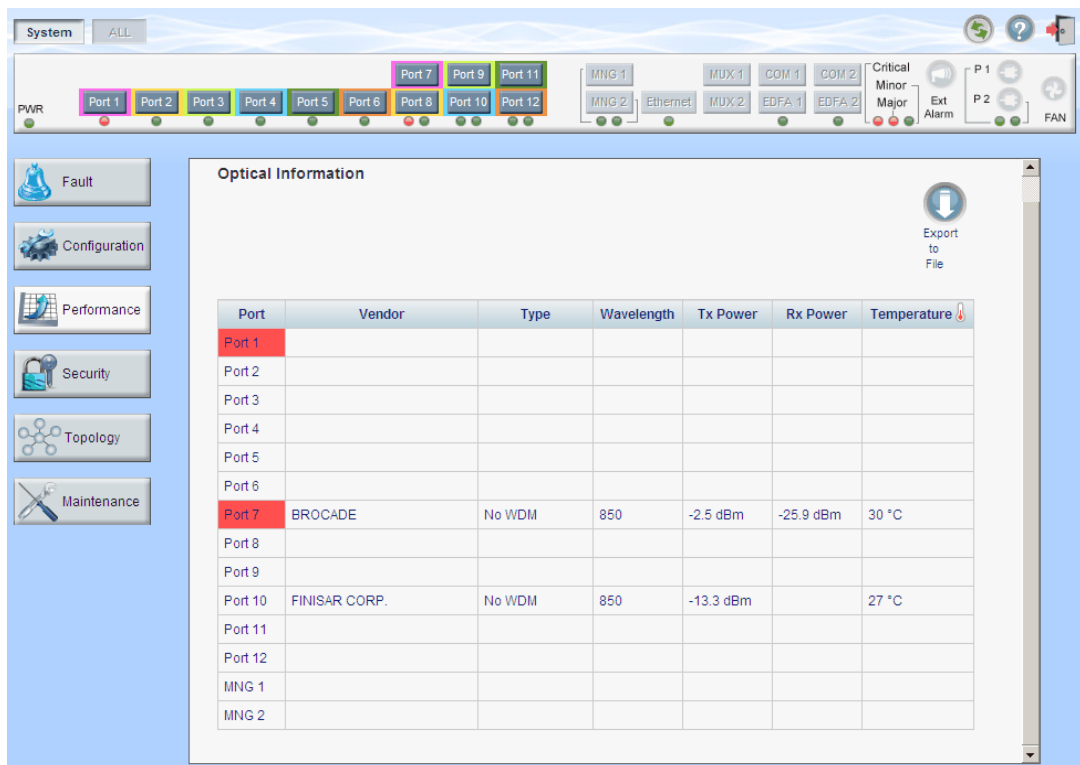 System ALL
Port 7 Port 9 Port 11 MNG 1 MUX 1 COM 1 COM 2 Critical P 1
Minor
PWR Port 1 Port 2 Port 3 Port 4 Port 5 Port 6 Port 8 Port 10 Port 12 MNG 2 Ethernet MUX 2 EDFA 1 EDFA 2 Major Ext Alarm P 2 FAN
Fault
Configuration
Performance
Security
Topology
Maintenance
Optical Information
Export
to
File
Port Vendor Type Wavelength Tx Power Rx Power Temperature
Port 1
Port 2
Port 3
Port 4
Port 5
Port 6
Port 7 BROCADE No WDM 850 -2.5 dBm -25.9 dBm 30 °C
Port 8
Port 9
Port 10 FINISAR CORP. No WDM 850 -13.3 dBm 27 °C
Port 11
Port 12
MNG 1
MNG 2